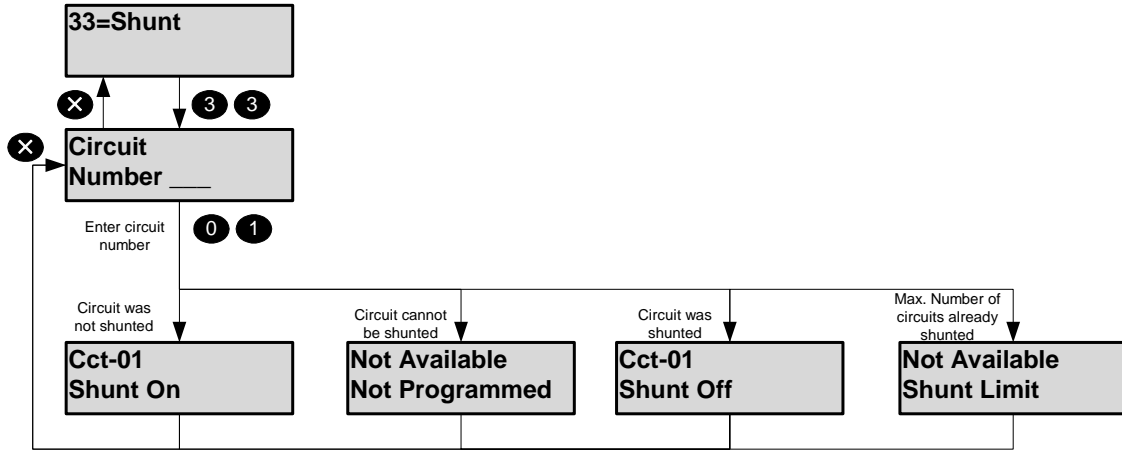 33=Shunt
✕
3 3
✕
Circuit
Number ___
Enter circuit
number
0 1
Circuit was
not shunted
Circuit cannot
be shunted
Circuit was
shunted
Max. Number of
circuits already
shunted
Cct-01
Shunt On
Not Available
Not Programmed
Cct-01
Shunt Off
Not Available
Shunt Limit